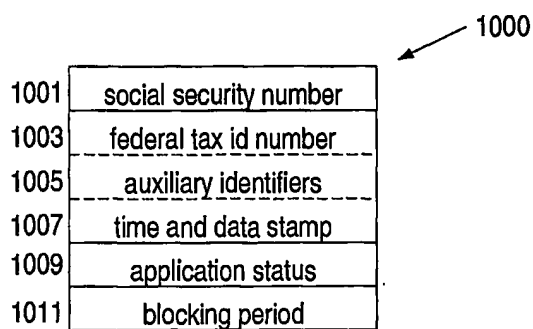 1000
1001 social security number
1003 federal tax id number
1005 auxiliary identifiers
1007 time and data stamp
1009 application status
1011 blocking period